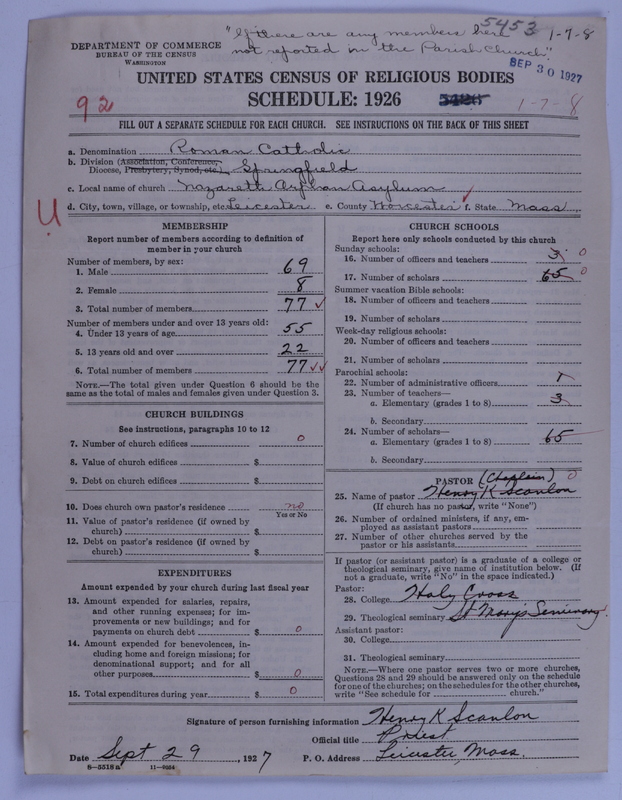 "If there are any members here 5453 1-7-8
not reported in the Parish Church".
DEPARTMENT OF COMMERCE
BUREAU OF THE CENSUS
WASHINGTON
SEP 30 1927
UNITED STATES CENSUS OF RELIGIOUS BODIES
92 SCHEDULE: 1926 1-7-8
FILL OUT A SEPARATE SCHEDULE FOR EACH CHURCH. SEE INSTRUCTIONS ON THE BACK OF THIS SHEET
a. Denomination Roman Catholic
b. Division (Association, Conference,
Diocese, Presbytery, Synod, etc.) Springfield
c. Local name of church Nazareth Orphan Asylum
d. City, town, village, or township, etc. Leicester e. County Worcester f. State Mass.
U
MEMBERSHIP
Report number of members according to definition of
member in your church
Number of members, by sex:
1. Male 69
2. Female 8
3. Total number of members 77 ✓
Number of members under and over 13 years old:
4. Under 13 years of age 55
5. 13 years old and over 22
6. Total number of members 77 ✓✓
NOTE.—The total given under Question 6 should be the
same as the total of males and females given under Question 3.
CHURCH BUILDINGS
See instructions, paragraphs 10 to 12
7. Number of church edifices 0
8. Value of church edifices $
9. Debt on church edifices $
10. Does church own pastor's residence no
Yes or No
11. Value of pastor's residence (if owned by
church) $
12. Debt on pastor's residence (if owned by
church) $
EXPENDITURES
Amount expended by your church during last fiscal year
13. Amount expended for salaries, repairs,
and other running expenses; for im-
provements or new buildings; and for
payments on church debt $ 0
14. Amount expended for benevolences, in-
cluding home and foreign missions; for
denominational support; and for all
other purposes $ 0
15. Total expenditures during year $ 0
CHURCH SCHOOLS
Report here only schools conducted by this church
Sunday schools:
16. Number of officers and teachers 3 0
17. Number of scholars 65 0
Summer vacation Bible schools:
18. Number of officers and teachers
19. Number of scholars
Week-day religious schools:
20. Number of officers and teachers
21. Number of scholars
Parochial schools:
22. Number of administrative officers 1
23. Number of teachers—
a. Elementary (grades 1 to 8) 3
b. Secondary
24. Number of scholars—
a. Elementary (grades 1 to 8) 65
b. Secondary
PASTOR (Chaplain) 0
25. Name of pastor Henry K Scanlon
(If church has no pastor, write "None")
26. Number of ordained ministers, if any, em-
ployed as assistant pastors
27. Number of other churches served by the
pastor or his assistants
If pastor (or assistant pastor) is a graduate of a college or
theological seminary, give name of institution below. (If
not a graduate, write "No" in the space indicated.)
Pastor:
28. College Holy Cross
29. Theological seminary St Mary's Seminary.
Assistant pastor:
30. College
31. Theological seminary
NOTE.—Where one pastor serves two or more churches,
Questions 28 and 29 should be answered only on the schedule
for one of the churches; on the schedules for the other churches,
write "See schedule for church."
Signature of person furnishing information Henry K Scanlon
Official title Priest
Date Sept 29, 1927 P. O. Address Leicester, Mass.
8—5518a 11—9024